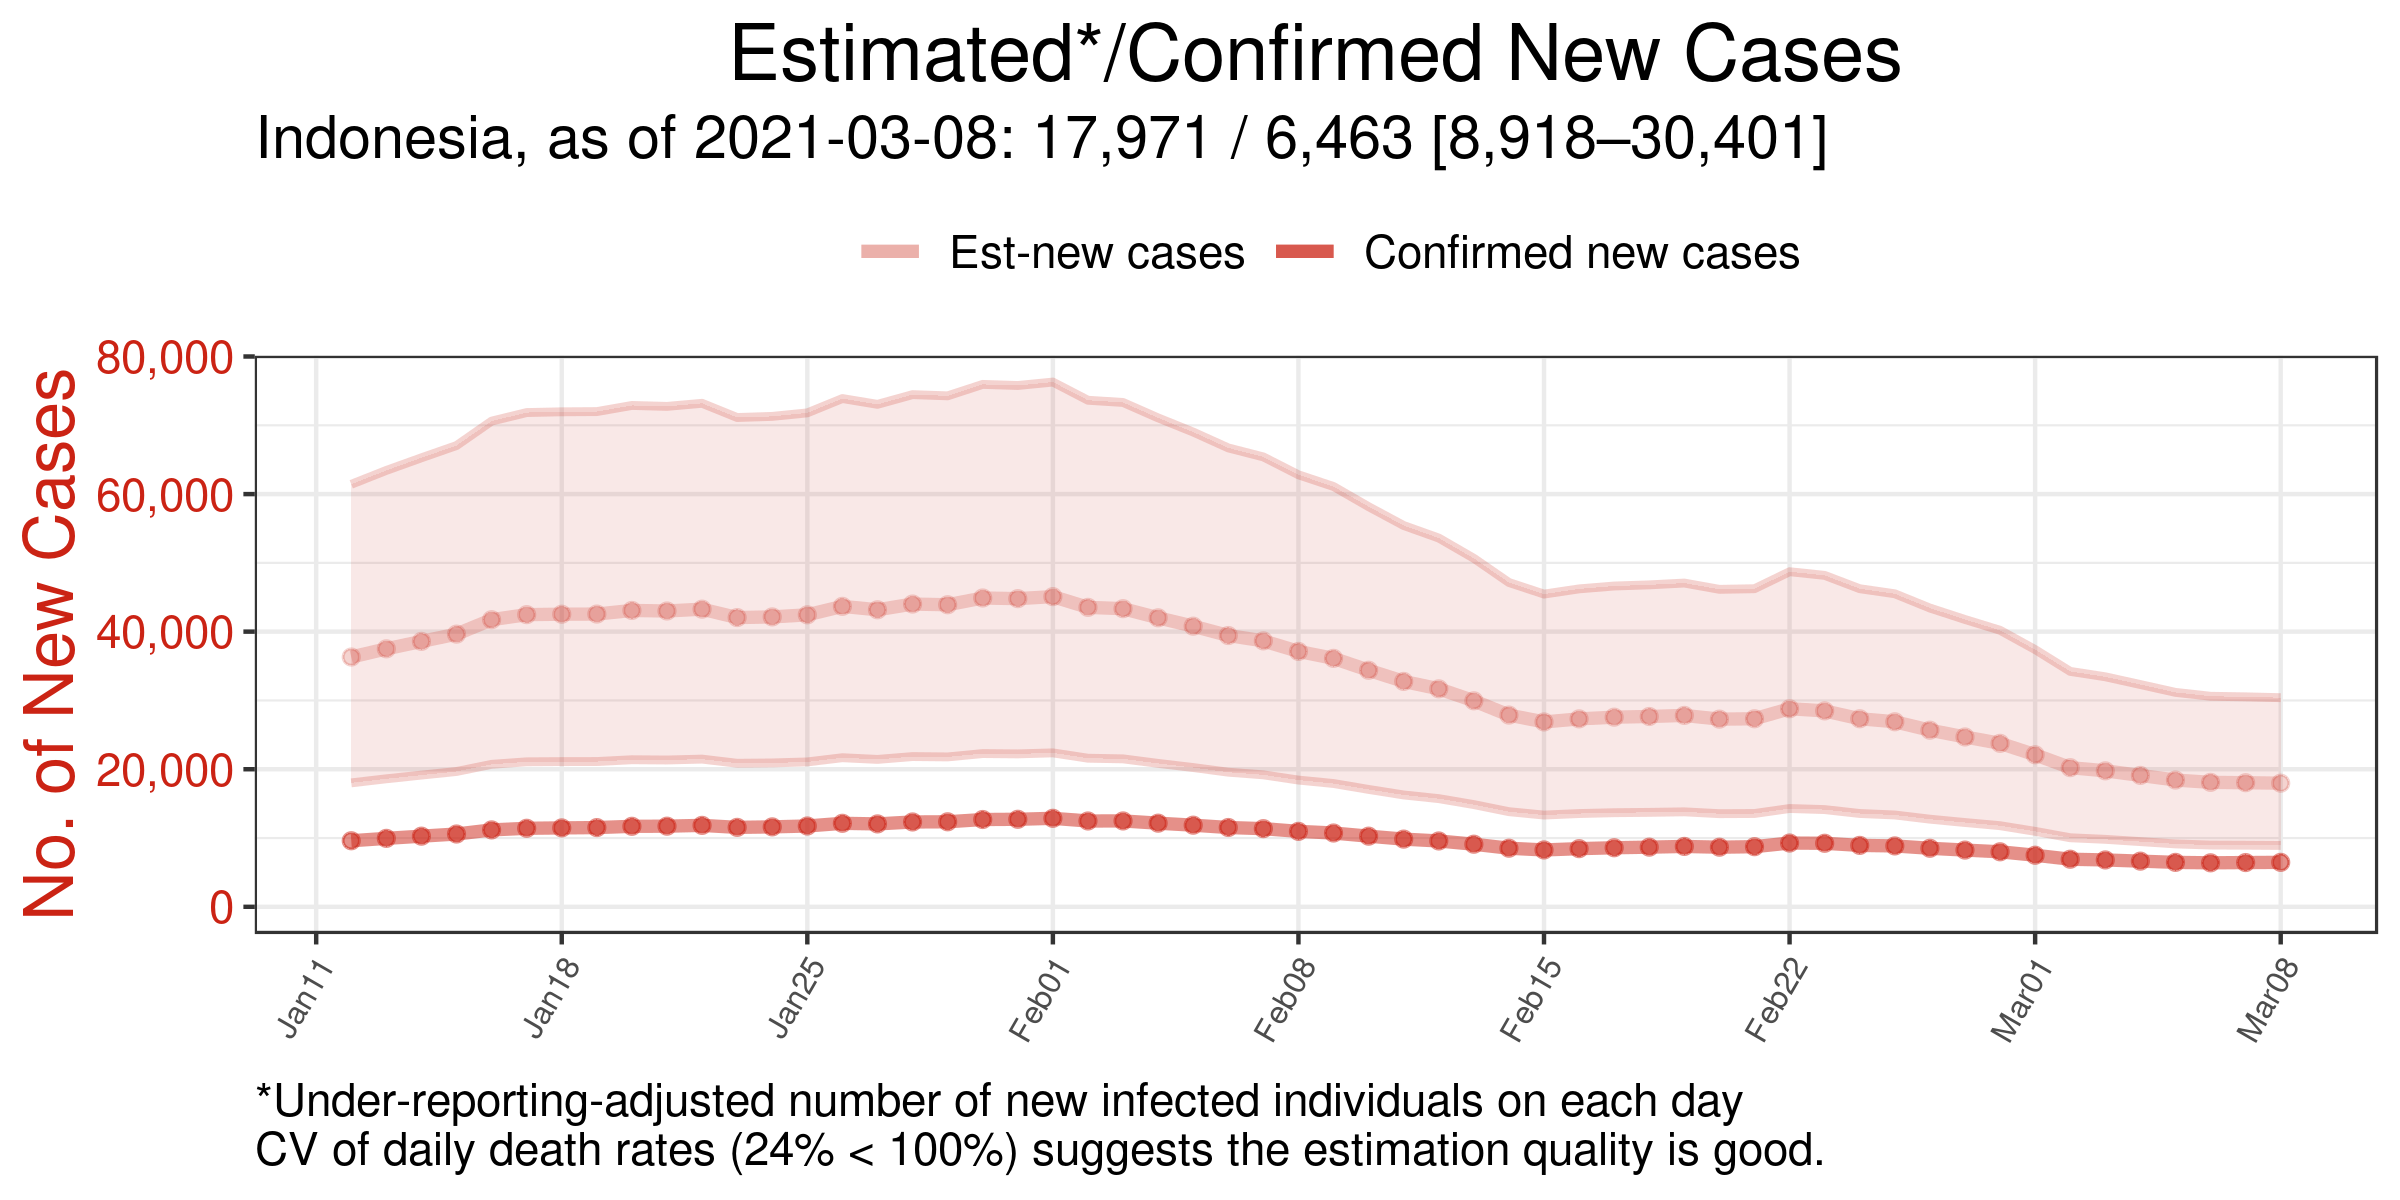 Estimated*/Confirmed New Cases
Indonesia, as of 2021-03-08: 17,971 / 6,463 [8,918–30,401]
Est-new cases
Confirmed new cases
No. of New Cases
80,000
60,000
40,000
20,000
0
Jan11
Jan18
Jan25
Feb01
Feb08
Feb15
Feb22
Mar01
Mar08
*Under-reporting-adjusted number of new infected individuals on each day
CV of daily death rates (24% < 100%) suggests the estimation quality is good.